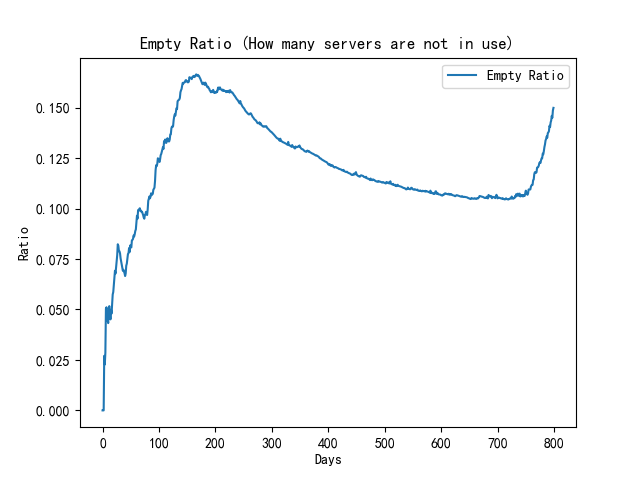 Empty Ratio (How many servers are not in use)
Empty Ratio
0.150
0.125
0.100
0.075
0.050
0.025
0.000
Ratio
0 100 200 300 400 500 600 700 800
Days